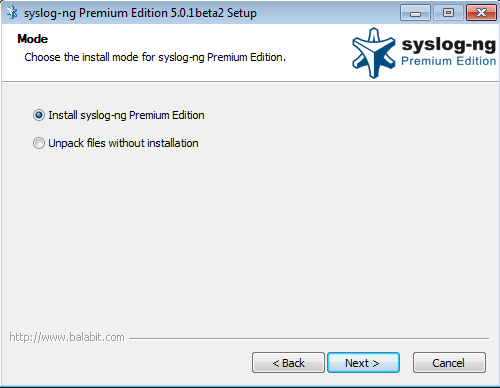 syslog-ng Premium Edition 5.0.1beta2 Setup
Mode
Choose the install mode for syslog-ng Premium Edition.
syslog-ng
Premium Edition
Install syslog-ng Premium Edition
Unpack files without installation
http://www.balabit.com
< Back
Next >
Cancel